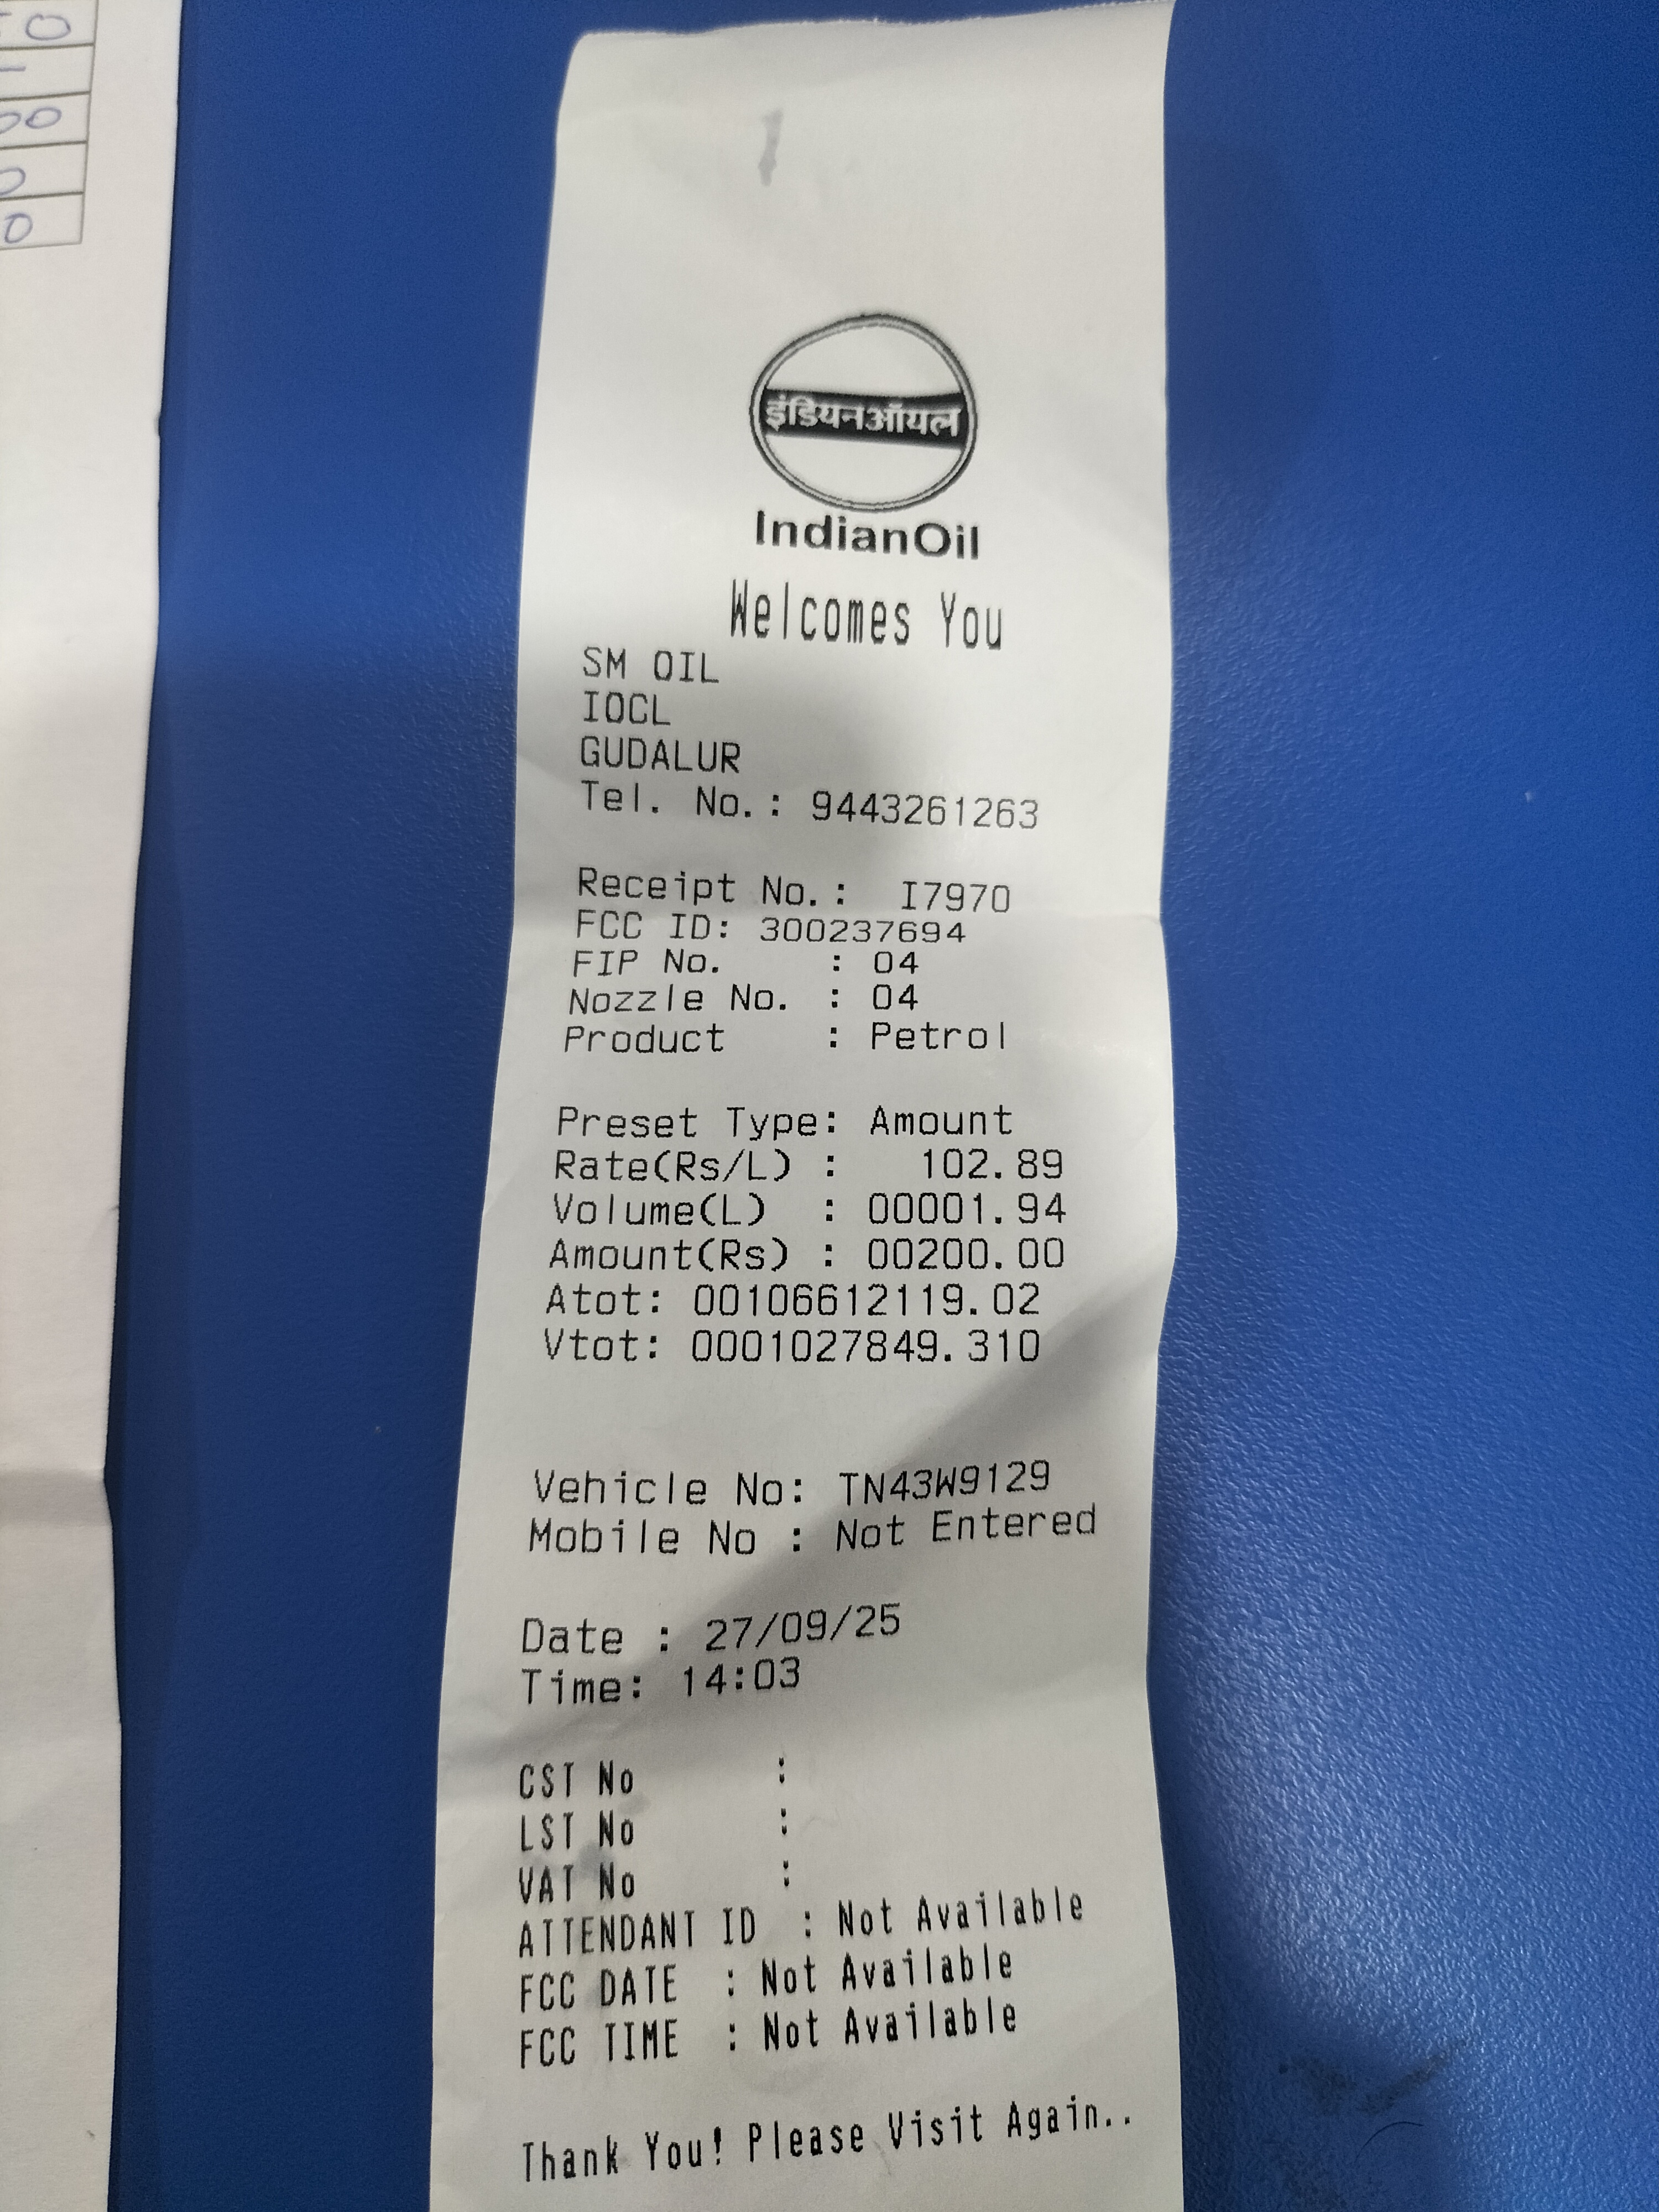 इंडियनऑयल
IndianOil
Welcomes You
SM OIL
IOCL
GUDALUR
Tel. No.: 9443261263
Receipt No.: I7970
FCC ID: 300237694
FIP No. : 04
Nozzle No. : 04
Product : Petrol
Preset Type: Amount
Rate(Rs/L) : 102.89
Volume(L) : 00001.94
Amount(Rs) : 00200.00
Atot: 00106612119.02
Vtot: 0001027849.310
Vehicle No: TN43W9129
Mobile No : Not Entered
Date : 27/09/25
Time: 14:03
CST No :
LST No :
VAT No :
ATTENDANT ID : Not Available
FCC DATE : Not Available
FCC TIME : Not Available
Thank You! Please Visit Again..